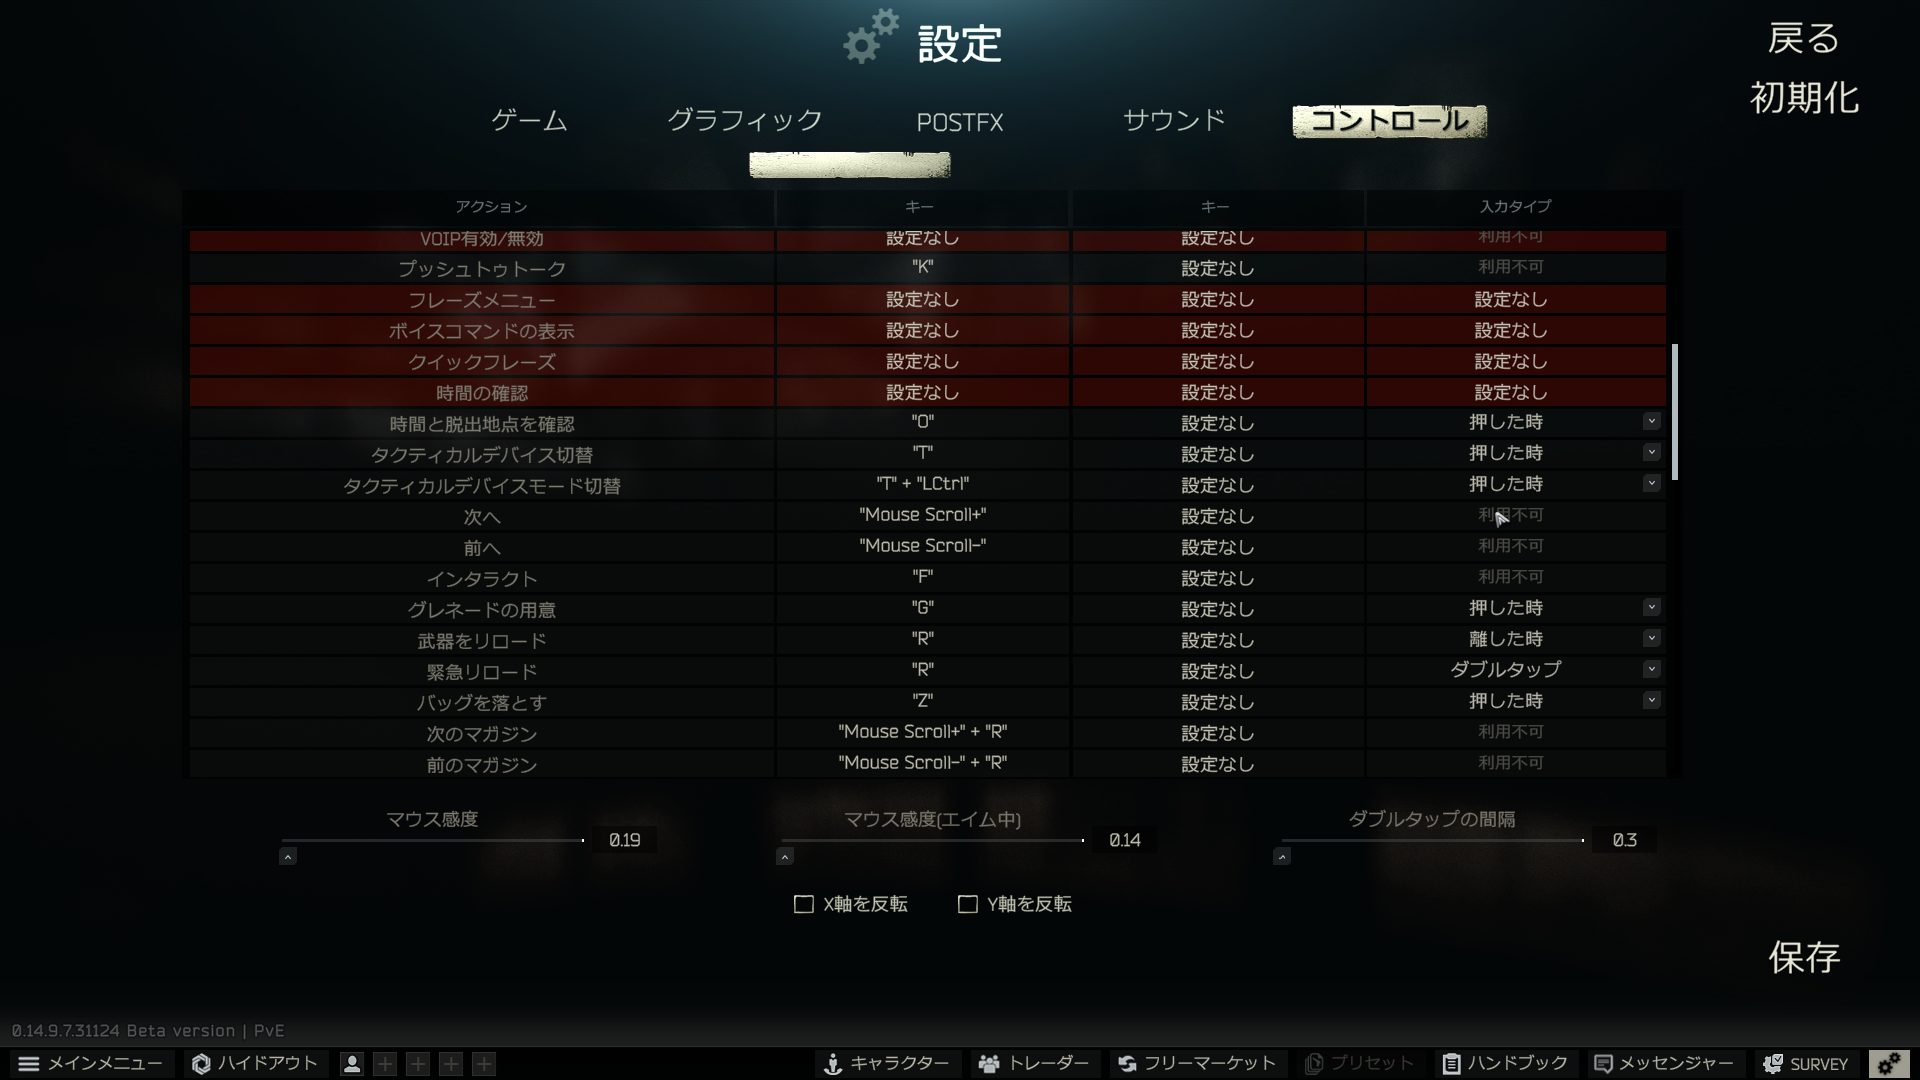 設定
戻る
初期化
ゲーム グラフィック POSTFX サウンド コントロール
アクション キー キー 入力タイプ
VOIP有効/無効 設定なし 設定なし 利用不可
プッシュトゥトーク "K" 設定なし 利用不可
フレーズメニュー 設定なし 設定なし 設定なし
ボイスコマンドの表示 設定なし 設定なし 設定なし
クイックフレーズ 設定なし 設定なし 設定なし
時間の確認 設定なし 設定なし 設定なし
時間と脱出地点を確認 "O" 設定なし 押した時
タクティカルデバイス切替 "T" 設定なし 押した時
タクティカルデバイスモード切替 "T" + "LCtrl" 設定なし 押した時
次へ "Mouse Scroll+" 設定なし 利用不可
前へ "Mouse Scroll-" 設定なし 利用不可
インタラクト "F" 設定なし 利用不可
グレネードの用意 "G" 設定なし 押した時
武器をリロード "R" 設定なし 離した時
緊急リロード "R" 設定なし ダブルタップ
バッグを落とす "Z" 設定なし 押した時
次のマガジン "Mouse Scroll+" + "R" 設定なし 利用不可
前のマガジン "Mouse Scroll-" + "R" 設定なし 利用不可
マウス感度 0.19 マウス感度(エイム中) 0.14 ダブルタップの間隔 0.3
X軸を反転 Y軸を反転
保存
0.14.9.7.31124 Beta version | PvE
メインメニュー ハイドアウト キャラクター トレーダー フリーマーケット プリセット ハンドブック メッセンジャー SURVEY